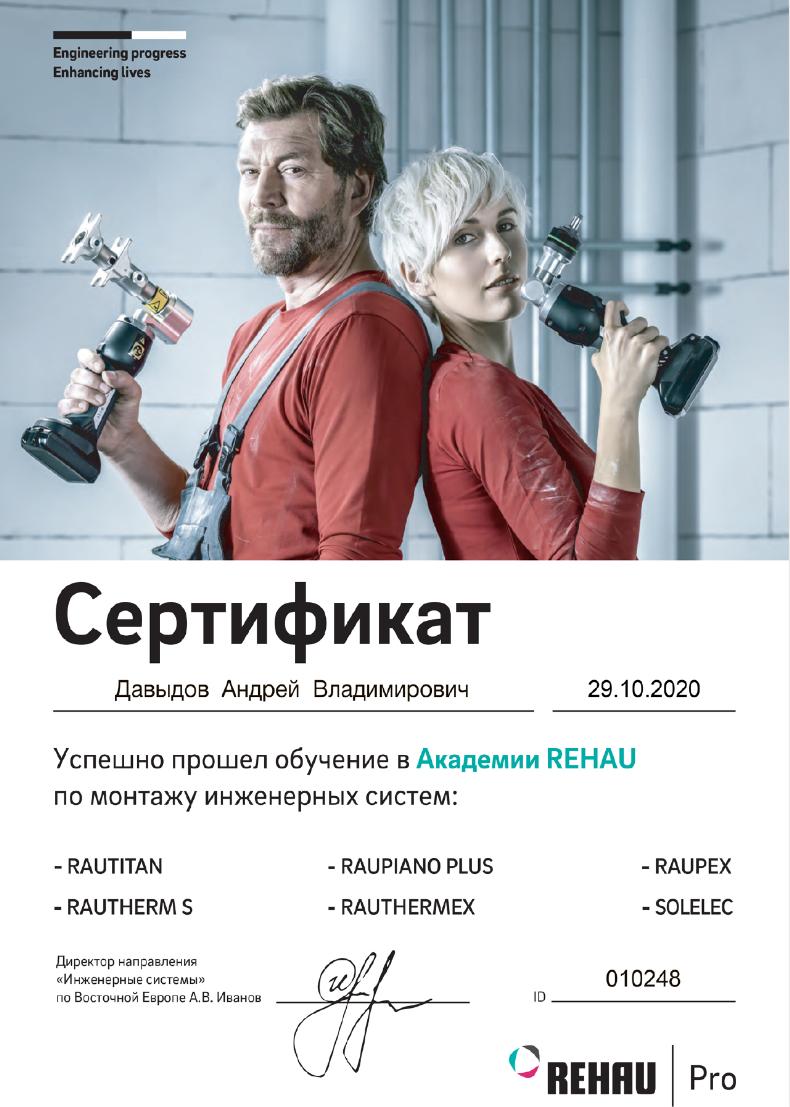 Engineering progress
Enhancing lives
Сертификат
Давыдов Андрей Владимирович 29.10.2020
Успешно прошел обучение в Академии REHAU
по монтажу инженерных систем:
- RAUTITAN - RAUPIANO PLUS - RAUPEX
- RAUTHERM S - RAUTHERMEX - SOLELEC
Директор направления
«Инженерные системы»
по Восточной Европе А.В. Иванов
ID 010248
REHAU Pro